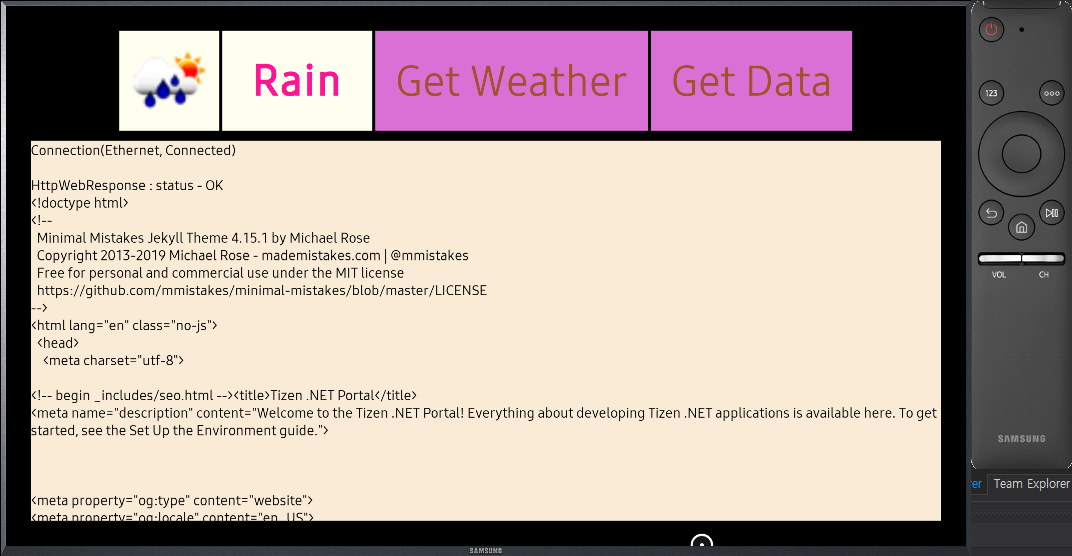 Rain
Get Weather
Get Data
Connection(Ethernet, Connected)
HttpWebResponse : status - OK
<!doctype html>
<!--
Minimal Mistakes Jekyll Theme 4.15.1 by Michael Rose
Copyright 2013-2019 Michael Rose - mademistakes.com | @mmistakes
Free for personal and commercial use under the MIT license
https://github.com/mmistakes/minimal-mistakes/blob/master/LICENSE
-->
<html lang="en" class="no-js">
<head>
<meta charset="utf-8">
<!-- begin _includes/seo.html --><title>Tizen .NET Portal</title>
<meta name="description" content="Welcome to the Tizen .NET Portal! Everything about developing Tizen .NET applications is available here. To get
started, see the Set Up the Environment guide.">
<meta property="og:type" content="website">
<meta property="og:locale" content="en_US">
SAMSUNG
123
VOL
CH
SAMSUNG
Team Explorer